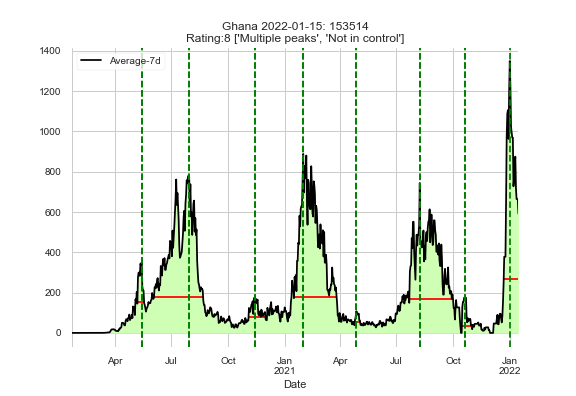 Ghana 2022-01-15: 153514
Rating:8 ['Multiple peaks', 'Not in control']
Average-7d
1400
1200
1000
800
600
400
200
0
Apr Jul Oct Jan Apr Jul Oct Jan
2021 2022
Date